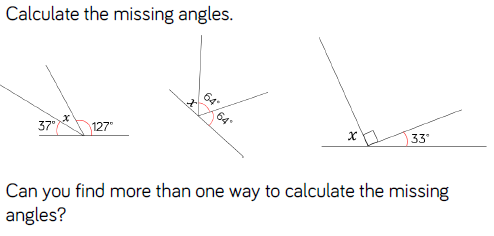 Calculate the missing angles.
37° x 127°
x 64° 64°
x 33°
Can you find more than one way to calculate the missing
angles?